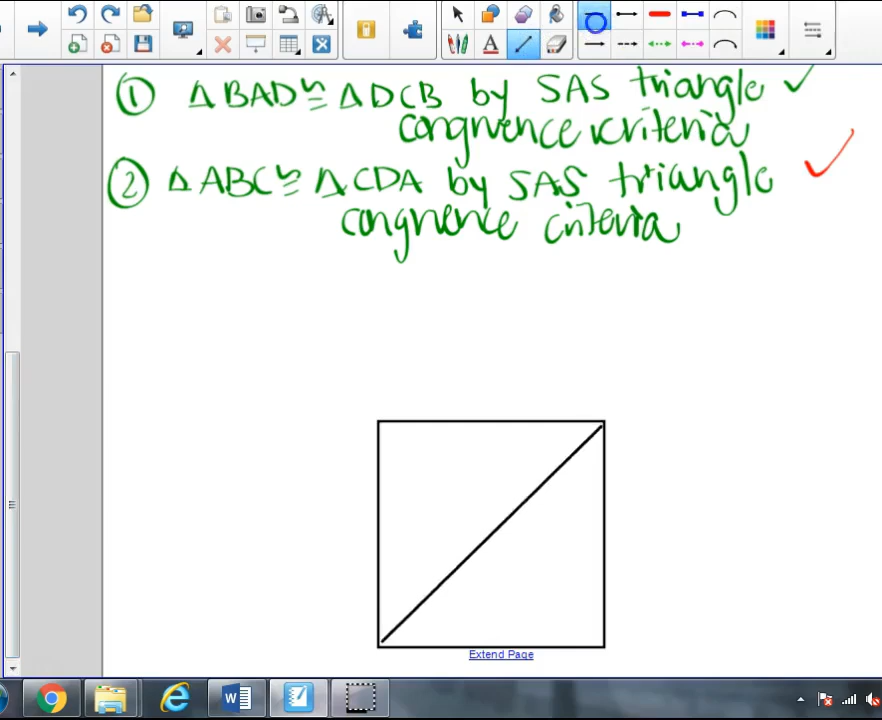 ① ΔBAD ≅ ΔDCB by SAS triangle ✓
congruence criteria
② ΔABC ≅ ΔCDA by SAS triangle ✓
congruence criteria
Extend Page